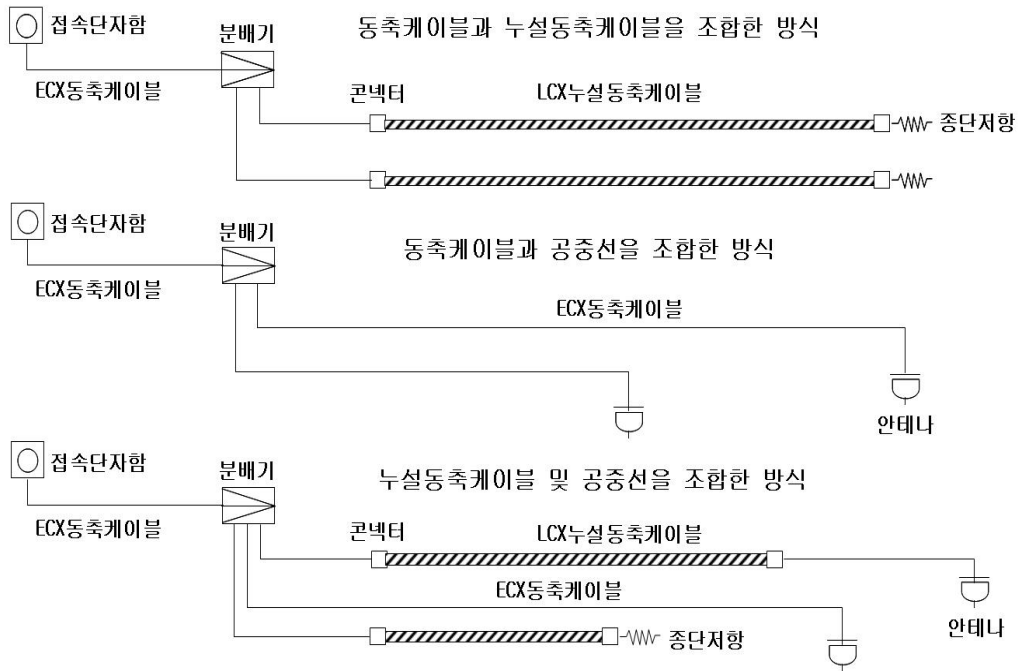 접속단자함
분배기
동축케이블과 누설동축케이블을 조합한 방식
ECX동축케이블
콘넥터
LCX누설동축케이블
종단저항
접속단자함
분배기
동축케이블과 공중선을 조합한 방식
ECX동축케이블
ECX동축케이블
안테나
접속단자함
분배기
누설동축케이블 및 공중선을 조합한 방식
ECX동축케이블
콘넥터
LCX누설동축케이블
ECX동축케이블
안테나
종단저항